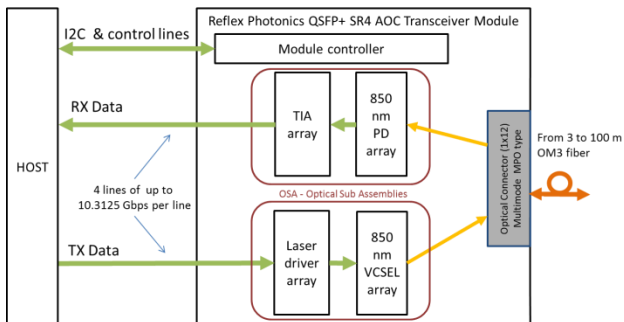 Reflex Photonics QSFP+ SR4 AOC Transceiver Module
I2C & control lines
Module controller
RX Data
TIA
array
850
nm
PD
array
HOST
4 lines of up to
10.3125 Gbps per line
OSA - Optical Sub Assemblies
Optical Connector (1x12)
Multimode MPO type
From 3 to 100 m
OM3 fiber
TX Data
Laser
driver
array
850
nm
VCSEL
array